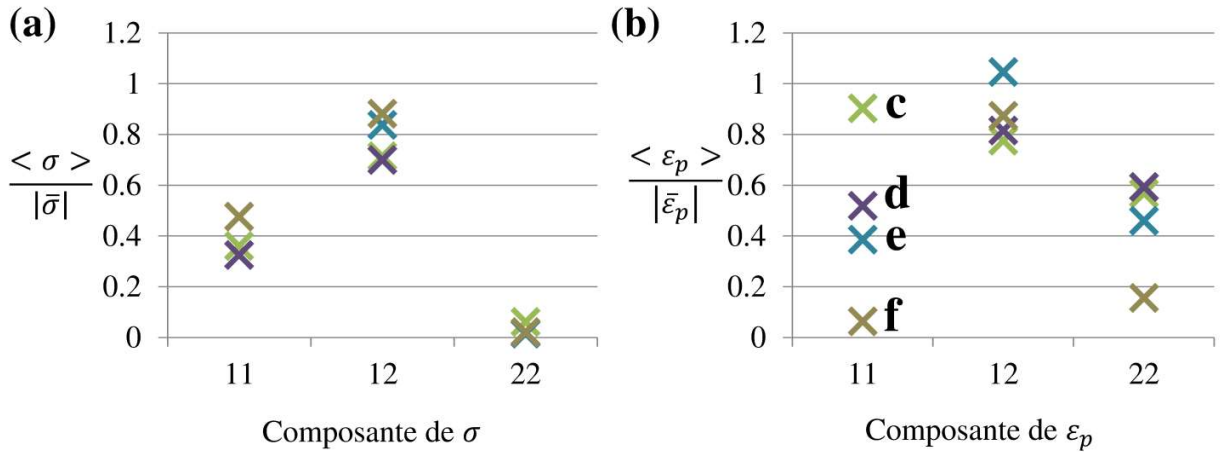 (a)
1.2
1
0.8
0.6
0.4
0.2
0
< σ >
|σ̄|
11 12 22
Composante de σ
(b)
1.2
1
0.8
0.6
0.4
0.2
0
< εp >
|ε̄p|
c
d
e
f
11 12 22
Composante de εp